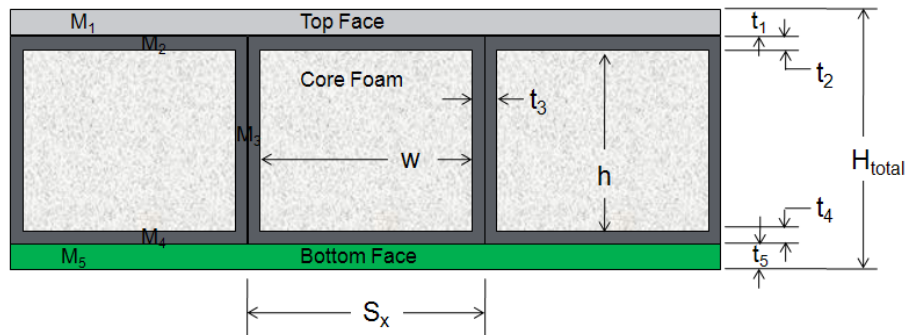 M1 Top Face
t1
M2
t2
Core Foam
t3
M3
W
h
Htotal
t4
M4
t5
M5 Bottom Face
Sx